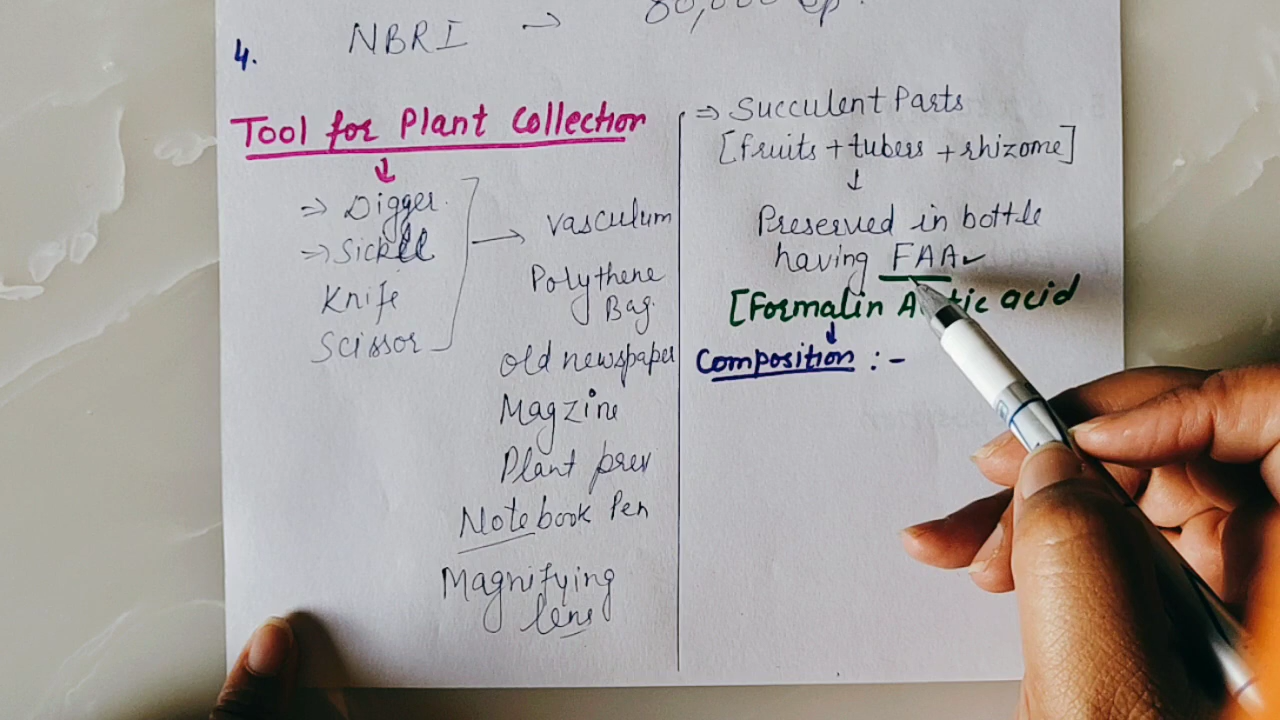 NBRI →
4.
Tool for Plant Collection
↓
⇒ Digger
⇒ Sickle
Knife
Scissor
→ vasculum
Polythene
Bag.
old newspaper
Magzine
Plant
Notebook Pen
Magnifying
lens
⇒ Succulent Parts
[fruits + tubers + rhizome]
↓
Preserved in bottle
having FAA
[Formalin acid
↓
Composition :-